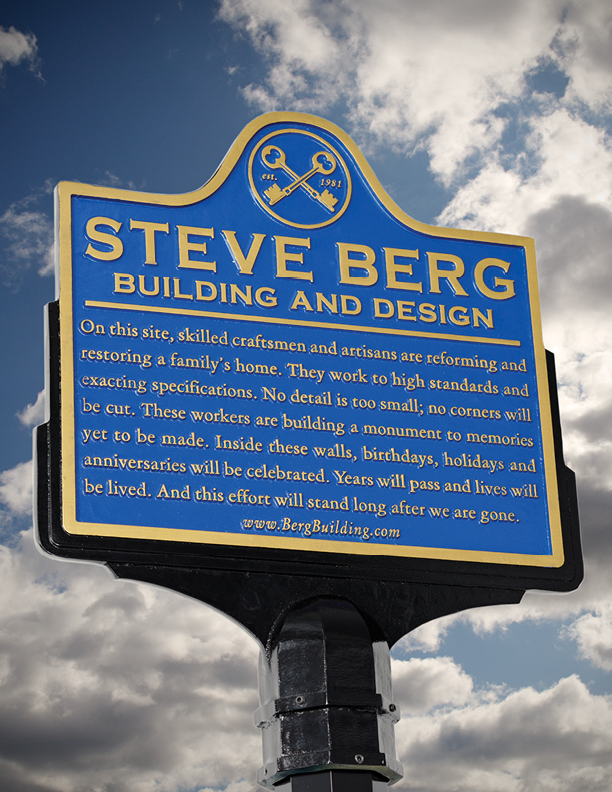 est. 1981
STEVE BERG
BUILDING AND DESIGN
On this site, skilled craftsmen and artisans are reforming and
restoring a family's home. They work to high standards and
exacting specifications. No detail is too small; no corners will
be cut. These workers are building a monument to memories
yet to be made. Inside these walls, birthdays, holidays and
anniversaries will be celebrated. Years will pass and lives will
be lived. And this effort will stand long after we are gone.
www.BergBuilding.com